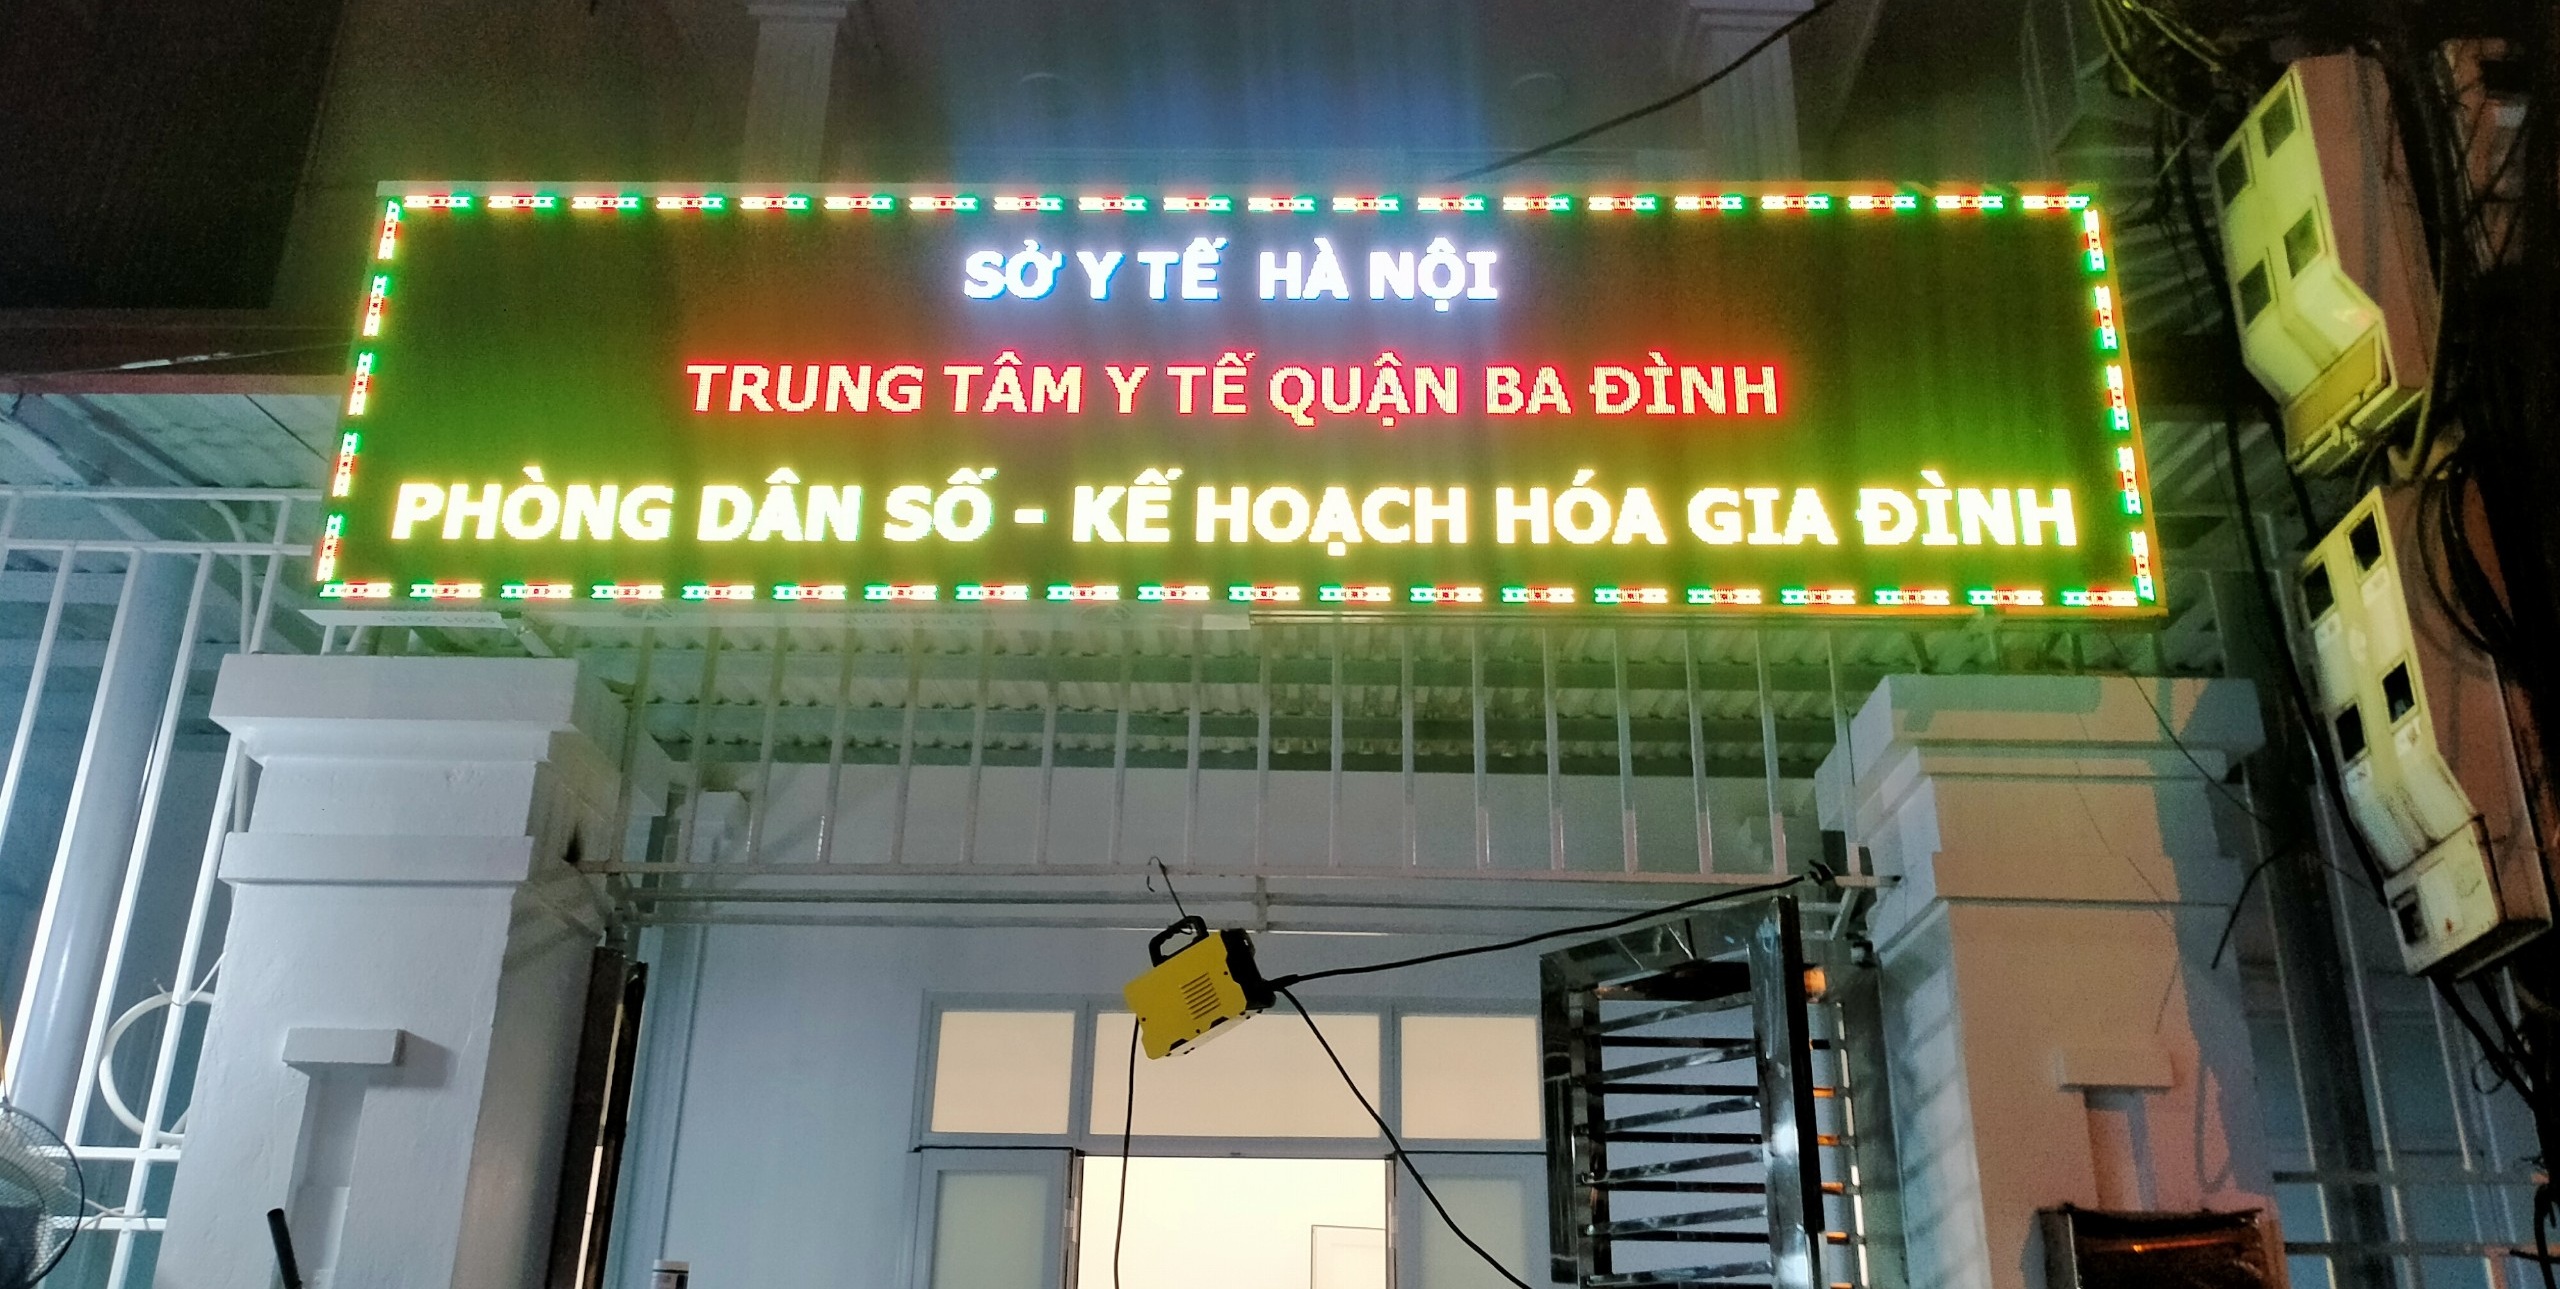 SỞ Y TẾ HÀ NỘI
TRUNG TÂM Y TẾ QUẬN BA ĐÌNH
PHÒNG DÂN SỐ - KẾ HOẠCH HÓA GIA ĐÌNH